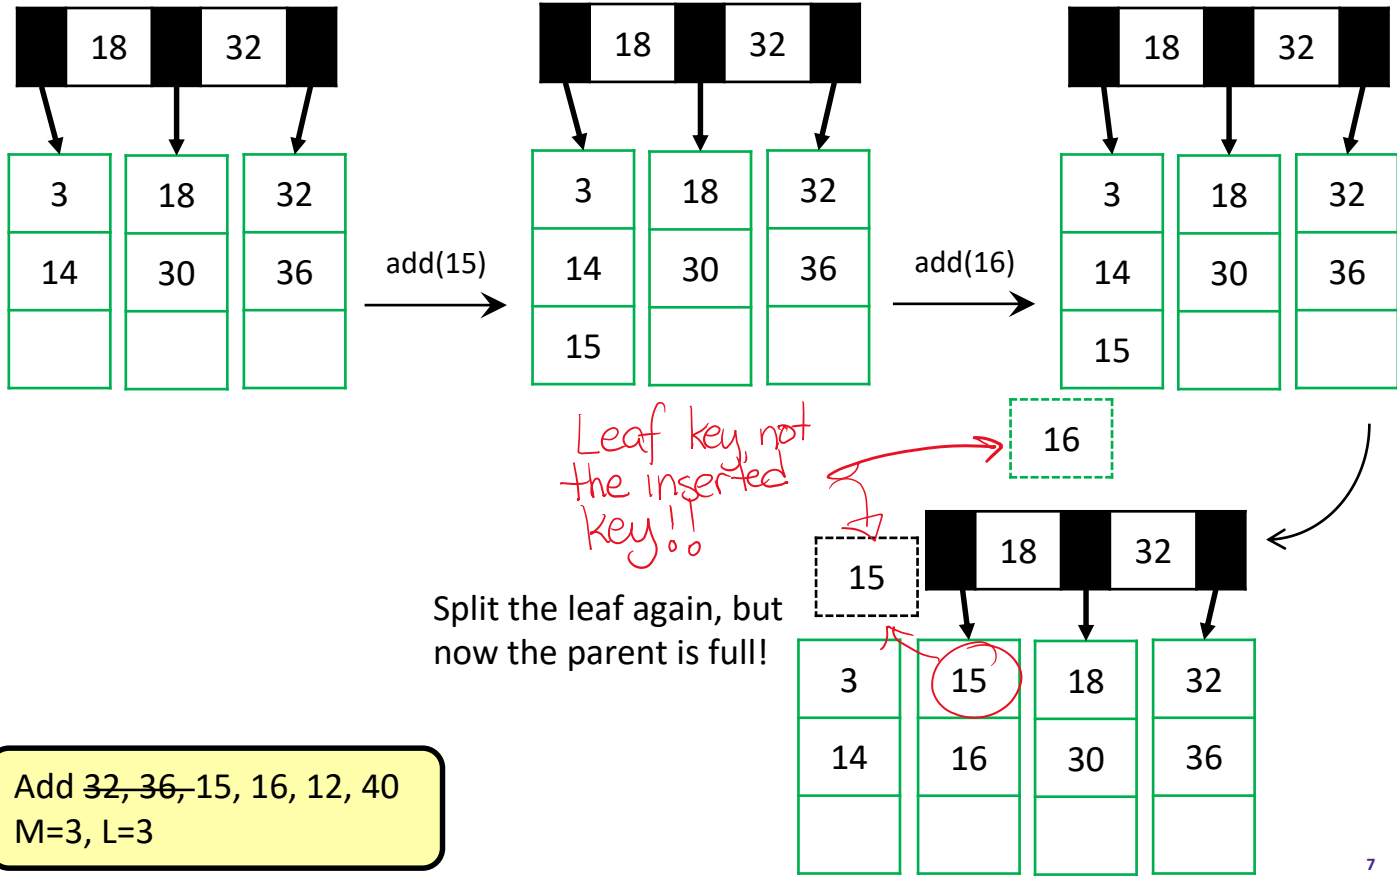 18 32
18 32
18 32
3 18 32
14 30 36
add(15)
3 18 32
14 30 36
15
add(16)
3 18 32
14 30 36
15
16
Leaf key, not
the inserted
key!!
15
18 32
Split the leaf again, but
now the parent is full!
3 15 18 32
14 16 30 36
Add 32, 36, 15, 16, 12, 40
M=3, L=3
7